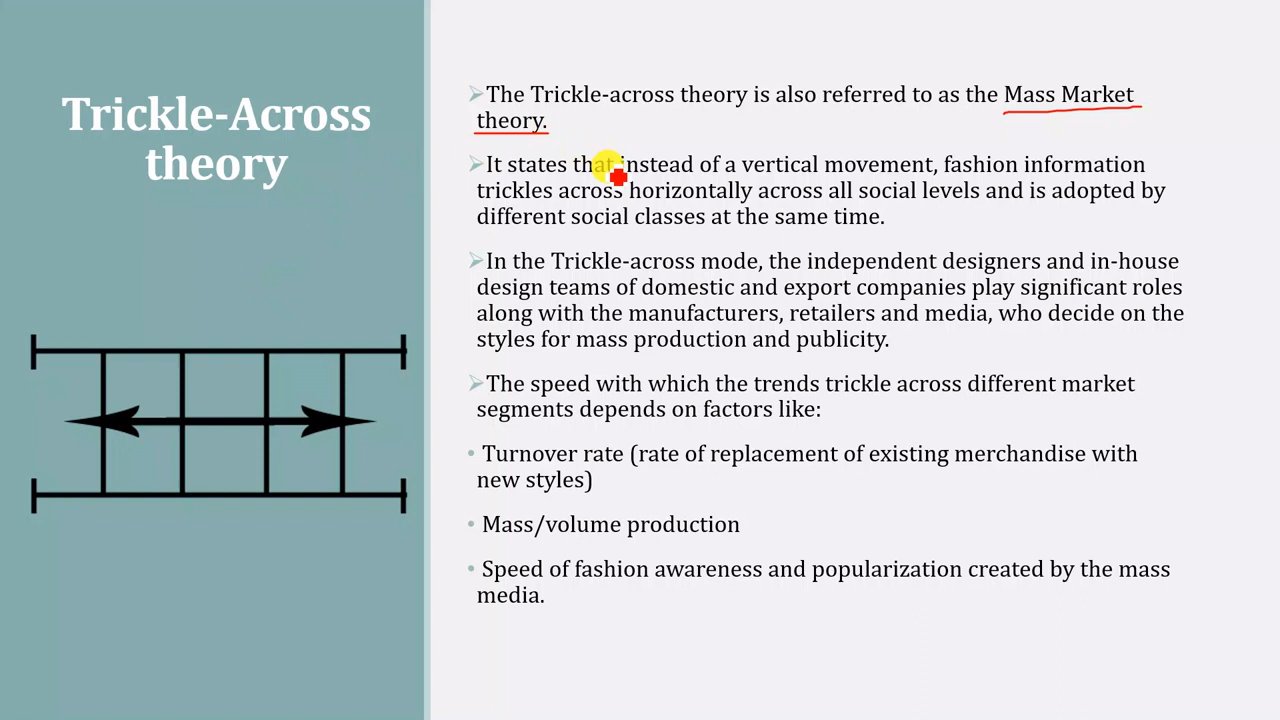 Trickle-Across
theory
➢The Trickle-across theory is also referred to as the Mass Market
theory.
➢It states that instead of a vertical movement, fashion information
trickles across horizontally across all social levels and is adopted by
different social classes at the same time.
➢In the Trickle-across mode, the independent designers and in-house
design teams of domestic and export companies play significant roles
along with the manufacturers, retailers and media, who decide on the
styles for mass production and publicity.
➢The speed with which the trends trickle across different market
segments depends on factors like:
• Turnover rate (rate of replacement of existing merchandise with
new styles)
• Mass/volume production
• Speed of fashion awareness and popularization created by the mass
media.